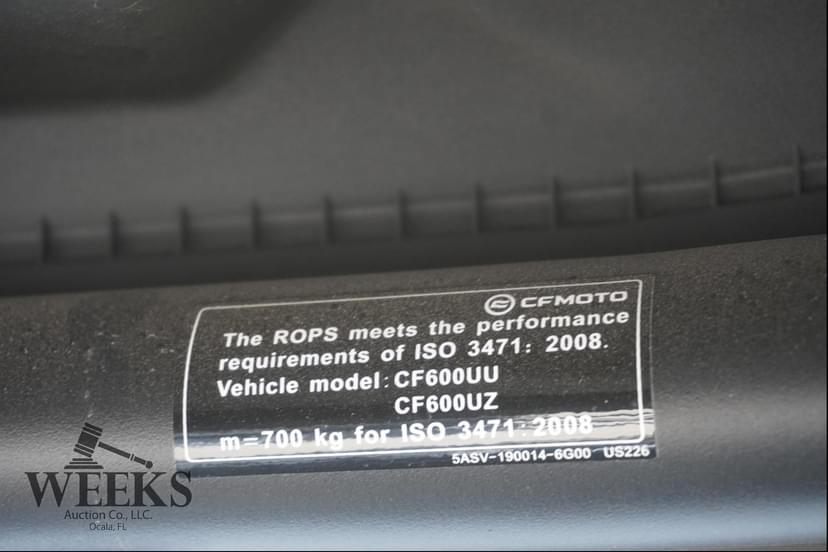 CFMOTO
The ROPS meets the performance
requirements of ISO 3471: 2008.
Vehicle model: CF600UU
CF600UZ
m=700 kg for ISO 3471: 2008
5ASV-190014-6G00 US226
WEEKS
Auction Co., LLC.
Ocala, FL